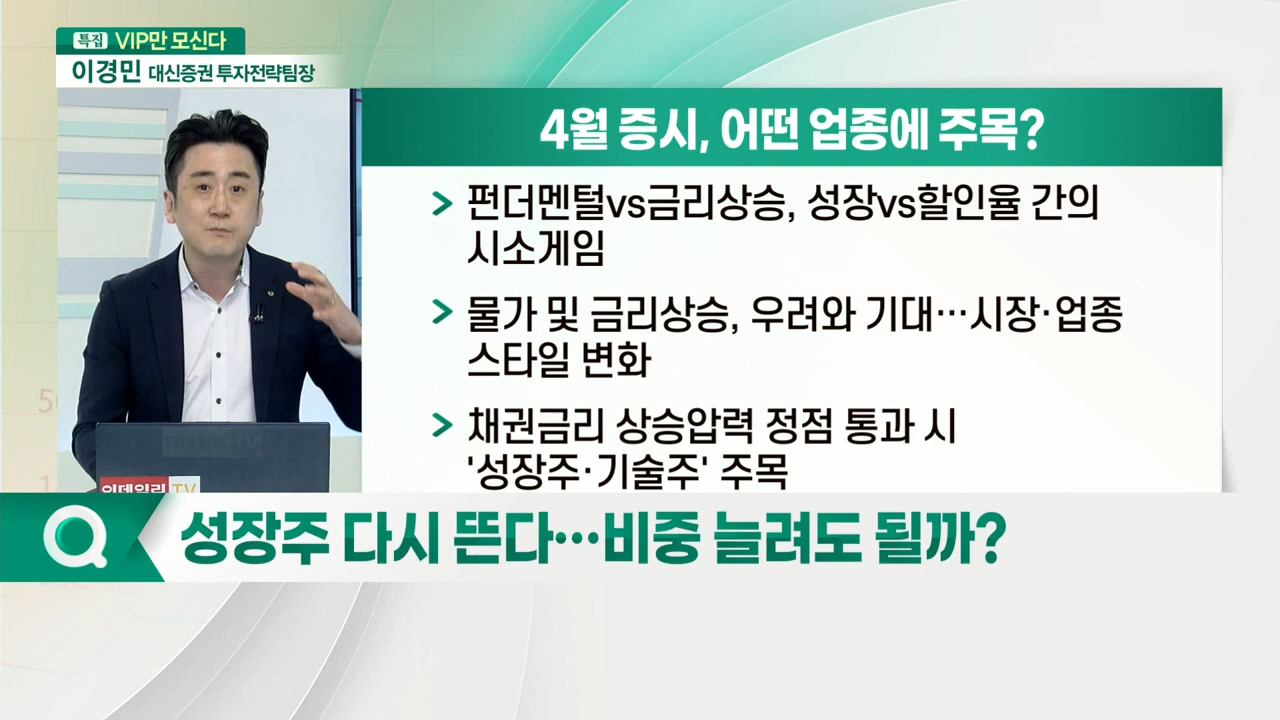 특집 VIP만 모신다
이경민 대신증권 투자전략팀장
4월 증시, 어떤 업종에 주목?
> 펀더멘털vs금리상승, 성장vs할인율 간의
시소게임
> 물가 및 금리상승, 우려와 기대…시장·업종
스타일 변화
> 채권금리 상승압력 정점 통과 시
'성장주·기술주' 주목
이데일리 TV
Q 성장주 다시 뜬다…비중 늘려도 될까?